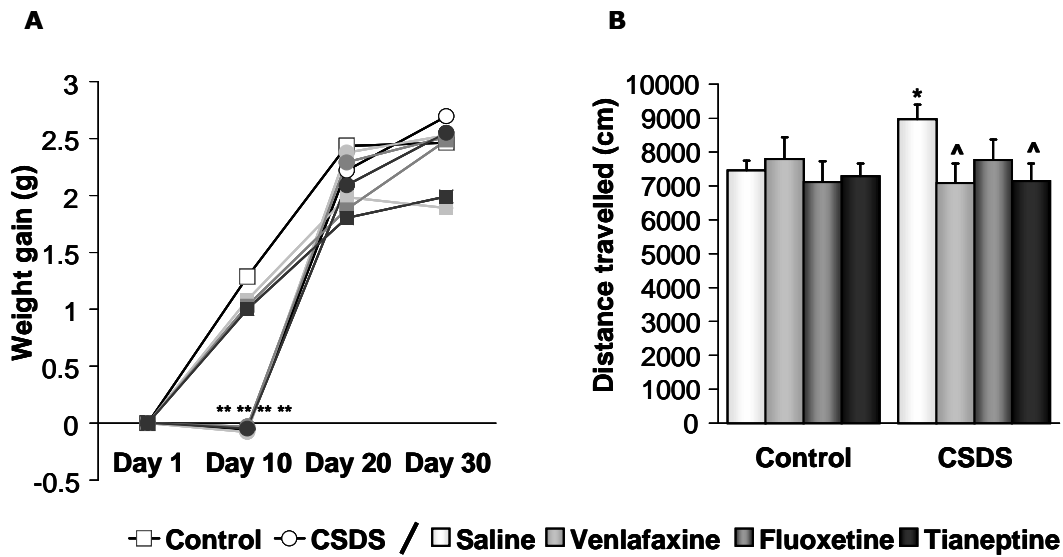 A
B
Weight gain (g)
3
2.5
2
1.5
1
0.5
0
-0.5
** ** ** **
Day 1 Day 10 Day 20 Day 30
Distance travelled (cm)
10000
9000
8000
7000
6000
5000
4000
3000
2000
1000
0
*
^
^
Control CSDS
Control CSDS / Saline Venlafaxine Fluoxetine Tianeptine